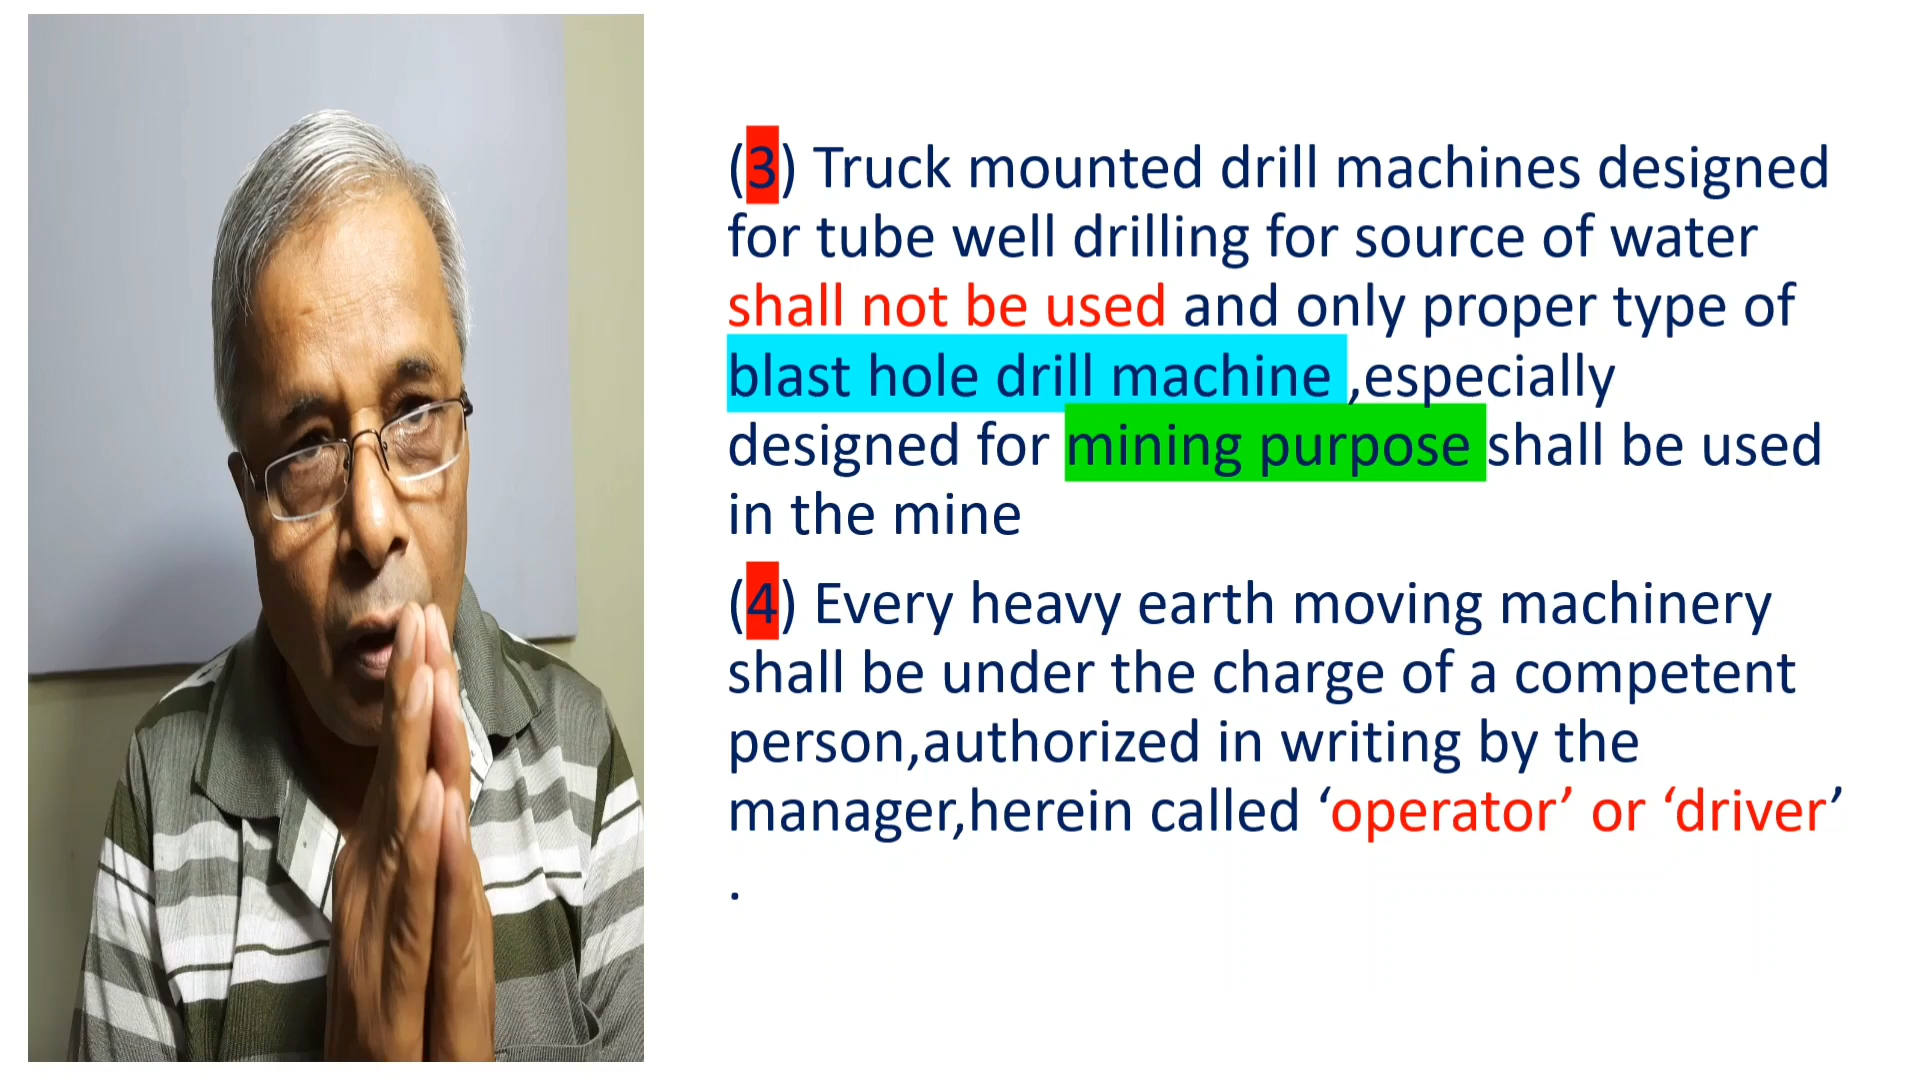 (3) Truck mounted drill machines designed
for tube well drilling for source of water
shall not be used and only proper type of
blast hole drill machine ,especially
designed for mining purpose shall be used
in the mine
(4) Every heavy earth moving machinery
shall be under the charge of a competent
person,authorized in writing by the
manager,herein called ‘operator’ or ‘driver’
.